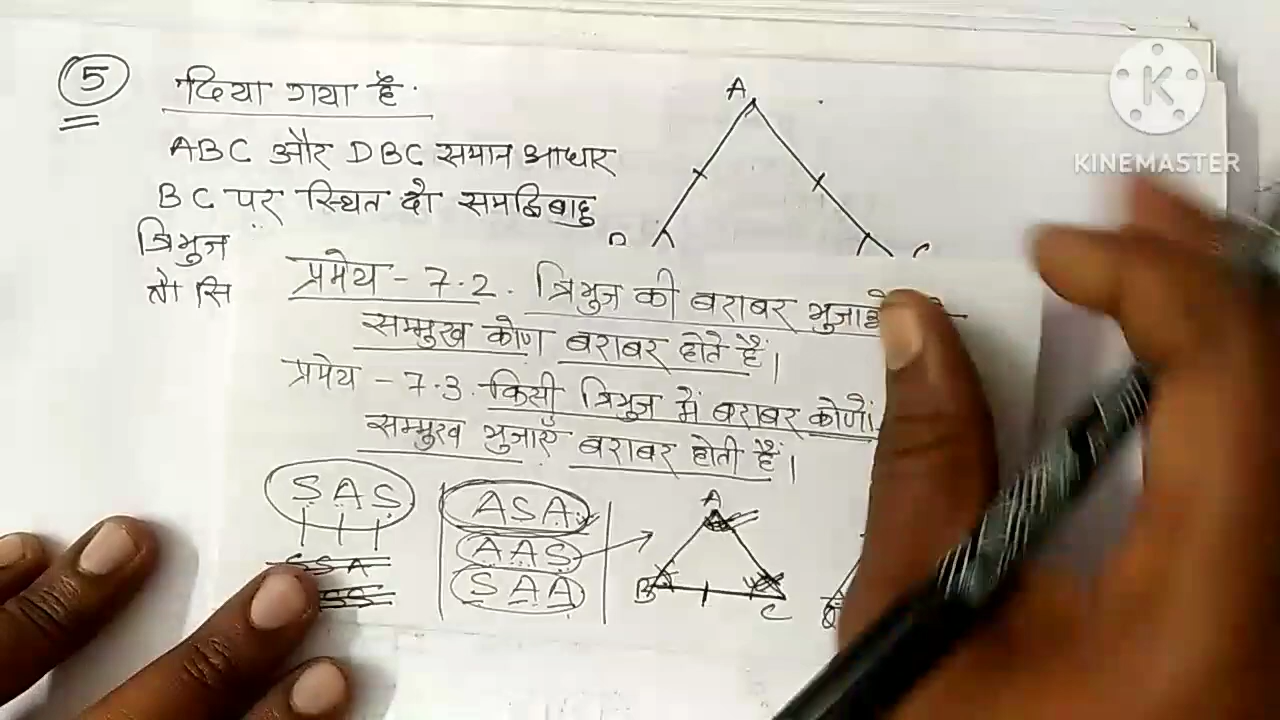 5
दिया गया है.
ABC और DBC समान आधार
BC पर स्थित दो समद्विबाहु
त्रिभुज
तो सि
A
प्रमेय - 7.2. त्रिभुज की बराबर भुजाओं
सम्मुख कोण बराबर होते हैं।
प्रमेय - 7.3. किसी त्रिभुज में बराबर कोणों
सम्मुख भुजाएँ बराबर होती हैं।
SAS
SSA
ASA
AAS
SAA
A
B C
K
KINEMASTER